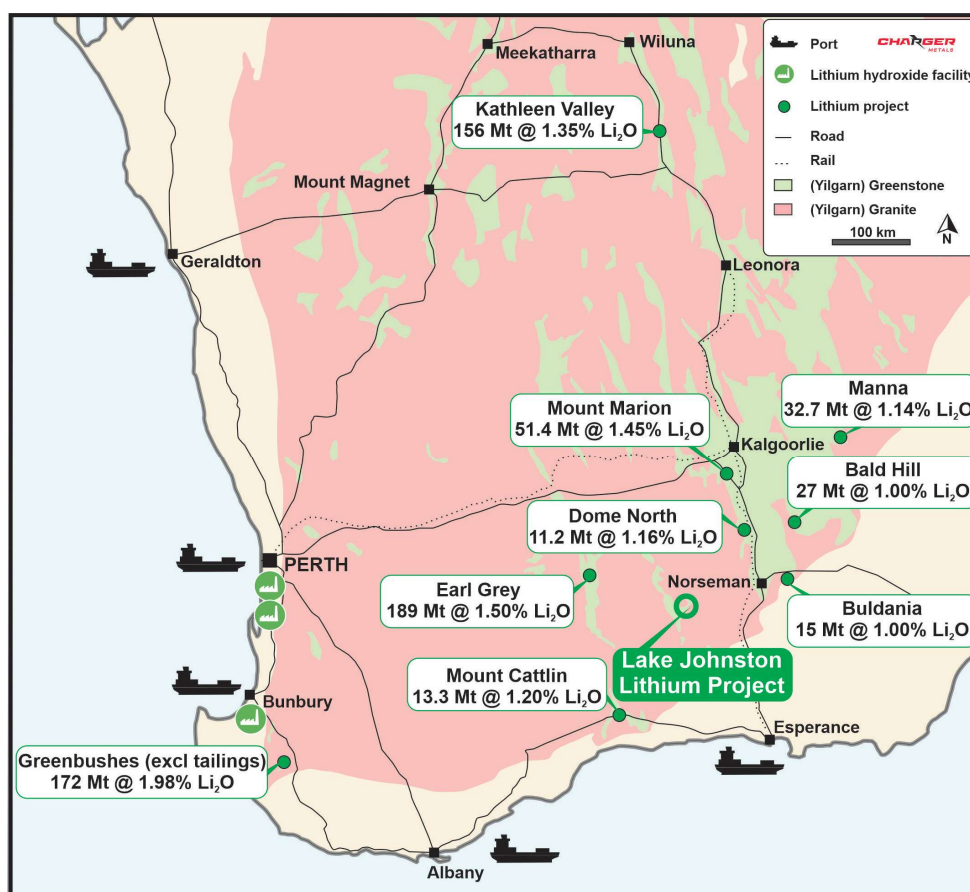 Port
CHARGER
METALS
Lithium hydroxide facility
Lithium project
Road
Rail
(Yilgarn) Greenstone
(Yilgarn) Granite
100 km
N
Meekatharra
Wiluna
Kathleen Valley
156 Mt @ 1.35% Li₂O
Mount Magnet
Geraldton
Leonora
Manna
32.7 Mt @ 1.14% Li₂O
Mount Marion
51.4 Mt @ 1.45% Li₂O
Kalgoorlie
Bald Hill
27 Mt @ 1.00% Li₂O
Dome North
11.2 Mt @ 1.16% Li₂O
PERTH
Earl Grey
189 Mt @ 1.50% Li₂O
Norseman
Buldania
15 Mt @ 1.00% Li₂O
Lake Johnston
Lithium Project
Mount Cattlin
13.3 Mt @ 1.20% Li₂O
Bunbury
Esperance
Greenbushes (excl tailings)
172 Mt @ 1.98% Li₂O
Albany